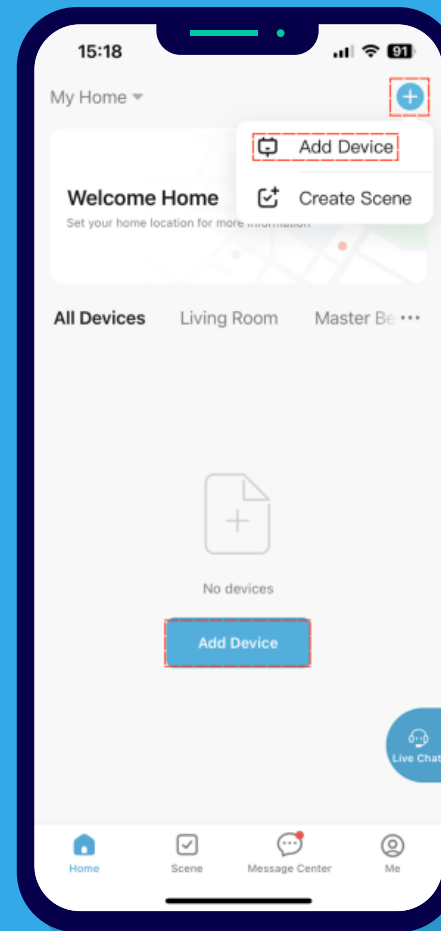 15:18
91
My Home
Add Device
Welcome Home
Create Scene
Set your home location for more information
All Devices
Living Room
Master Be
No devices
Add Device
Live Chat
Home
Scene
Message Center
Me